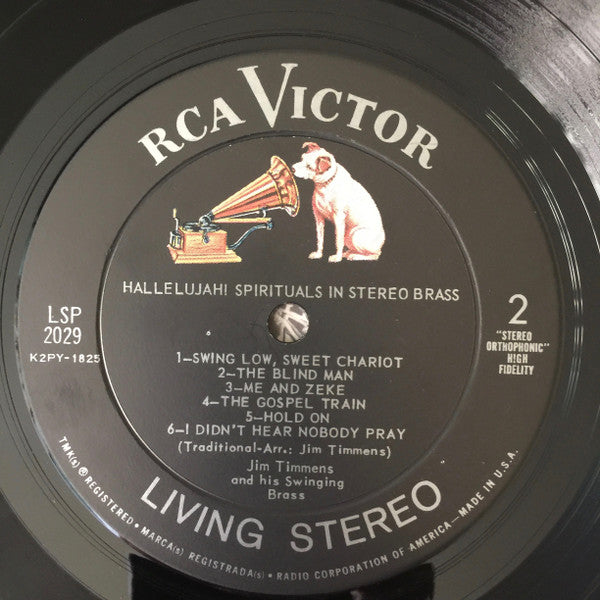 RCA VICTOR
HALLELUJAH! SPIRITUALS IN STEREO BRASS
LSP
2029
K2PY-1825
2
"STEREO
ORTHOPHONIC"
HIGH
FIDELITY
1—SWING LOW, SWEET CHARIOT
2—THE BLIND MAN
3—ME AND ZEKE
4—THE GOSPEL TRAIN
5—HOLD ON
6—I DIDN'T HEAR NOBODY PRAY
(Traditional-Arr.: Jim Timmens)
Jim Timmens
and his Swinging
Brass
LIVING STEREO
TMK(s) ® REGISTERED • MARCA(s) REGISTRADA(s) • RADIO CORPORATION OF AMERICA—MADE IN U.S.A.